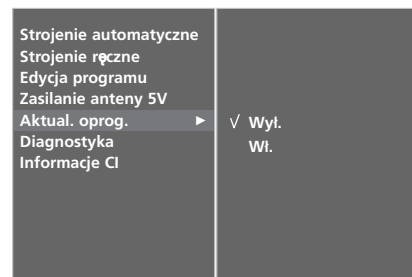 Strojenie automatyczne
Strojenie ręczne
Edycja programu
Zasilanie anteny 5V
Aktual. oprog. ►
Diagnostyka
Informacje CI
√ Wył.
Wł.